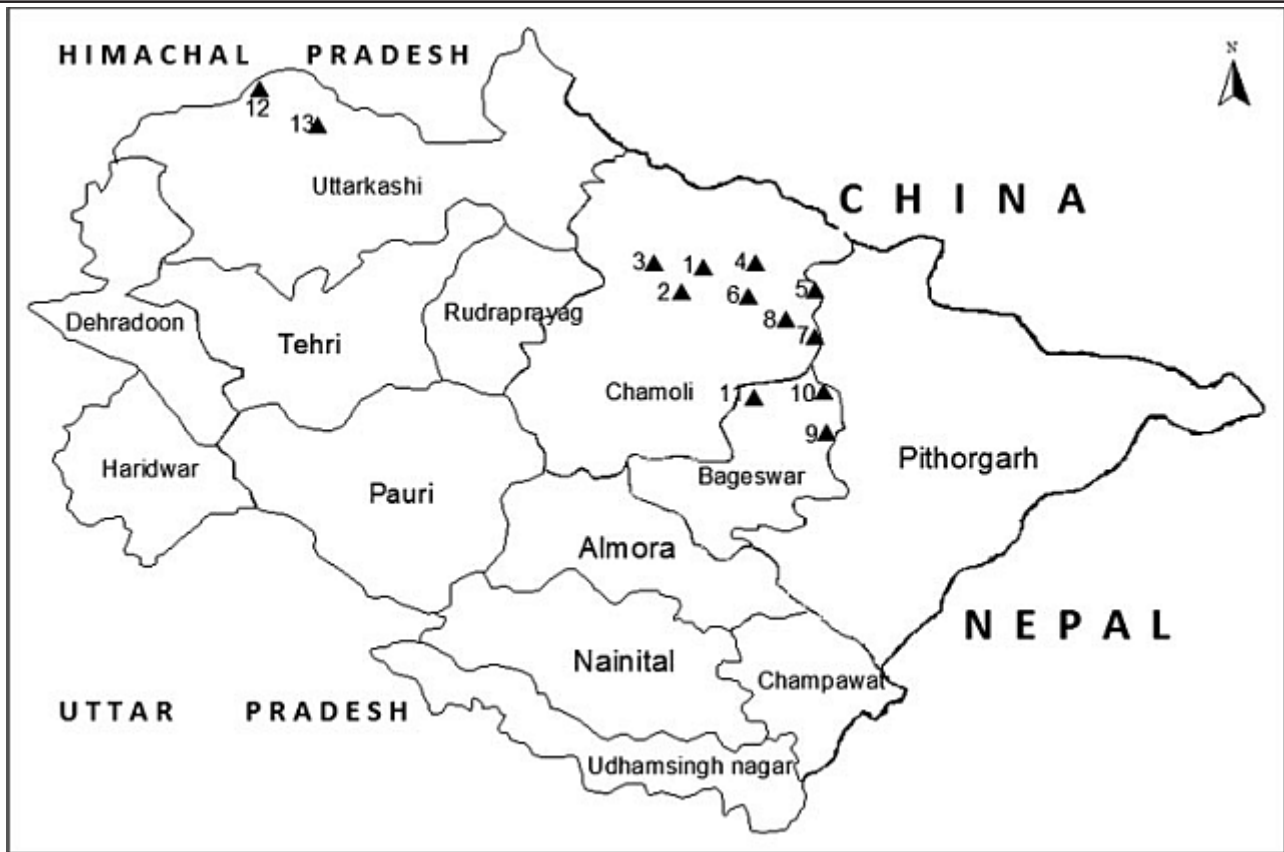 HIMACHAL PRADESH
N
12
13
Uttarkashi
CHINA
3
1
4
2
6
5
8
7
Dehradoon
Rudraprayag
Tehri
Chamoli
11
10
9
Haridwar
Pauri
Bageswar
Pithorgarh
Almora
NEPAL
Nainital
Champawat
UTTAR PRADESH
Udhamsingh nagar